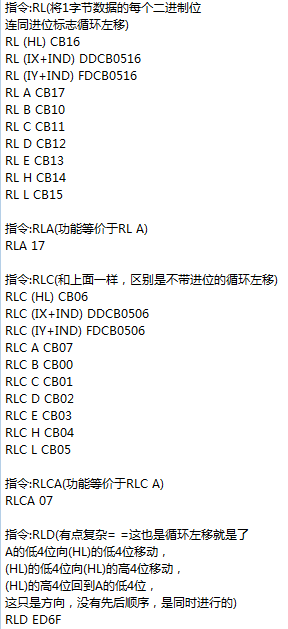 指令:RL(将1字节数据的每个二进制位
连同进位标志循环左移)
RL (HL) CB16
RL (IX+IND) DDCB0516
RL (IY+IND) FDCB0516
RL A CB17
RL B CB10
RL C CB11
RL D CB12
RL E CB13
RL H CB14
RL L CB15
指令:RLA(功能等价于RL A)
RLA 17
指令:RLC(和上面一样，区别是不带进位的循环左移)
RLC (HL) CB06
RLC (IX+IND) DDCB0506
RLC (IY+IND) FDCB0506
RLC A CB07
RLC B CB00
RLC C CB01
RLC D CB02
RLC E CB03
RLC H CB04
RLC L CB05
指令:RLCA(功能等价于RLC A)
RLCA 07
指令:RLD(有点复杂= =这也是循环左移就是了
A的低4位向(HL)的低4位移动，
(HL)的低4位向(HL)的高4位移动，
(HL)的高4位回到A的低4位，
这只是方向，没有先后顺序，是同时进行的)
RLD ED6F